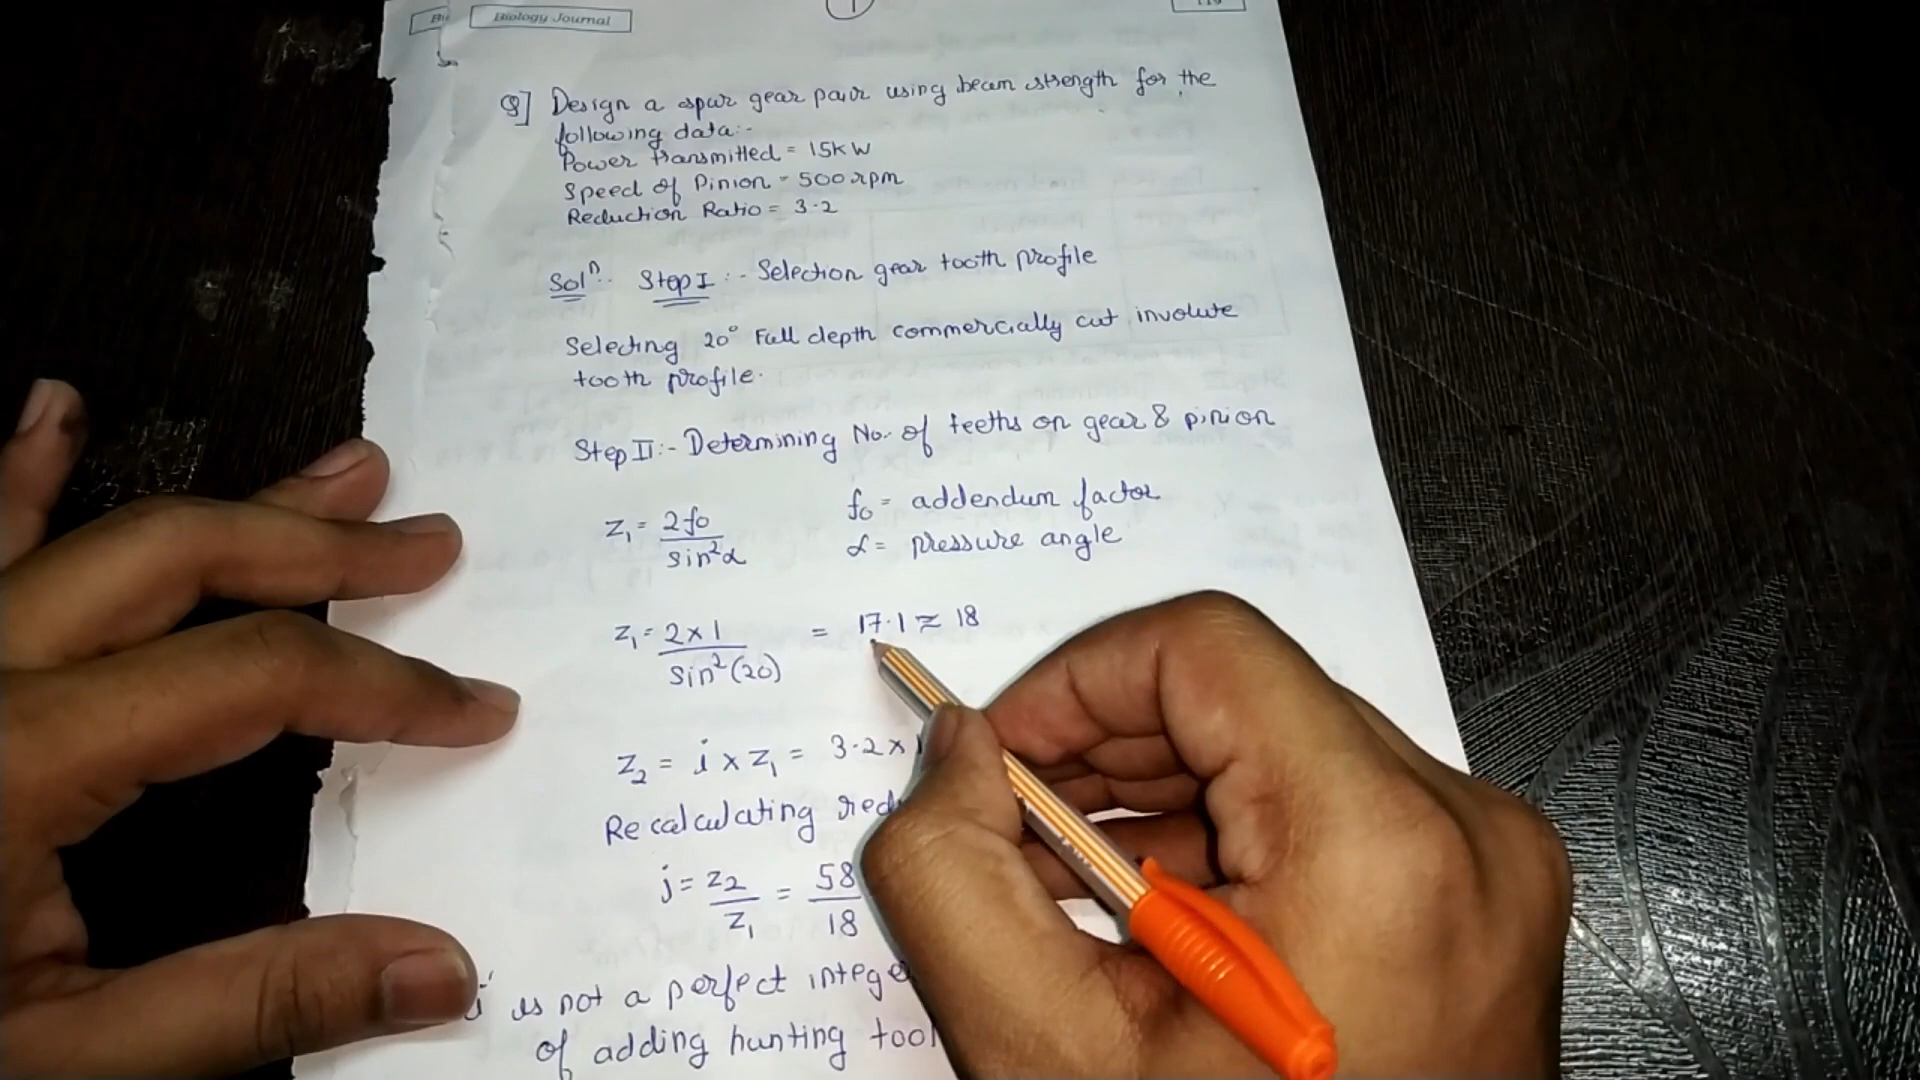 Biology Journal
1
Q] Design a spur gear pair using beam strength for the
following data:-
Power transmitted = 15kW
Speed of Pinion = 500 rpm
Reduction Ratio = 3.2
Solⁿ:- Step I :- Selection gear tooth profile
Selecting 20° Full depth commercially cut involute
tooth profile.
Step II:- Determining No. of teeths on gear & pinion
z₁ = 2f₀ / sin²α f₀ = addendum factor
α = pressure angle
z₁ = 2×1 / sin²(20) = 17.1 ≈ 18
z₂ = i × z₁ = 3.2×
Recalculating
i = z₂ / z₁ = 58 / 18
i is not a perfect
of adding hunting